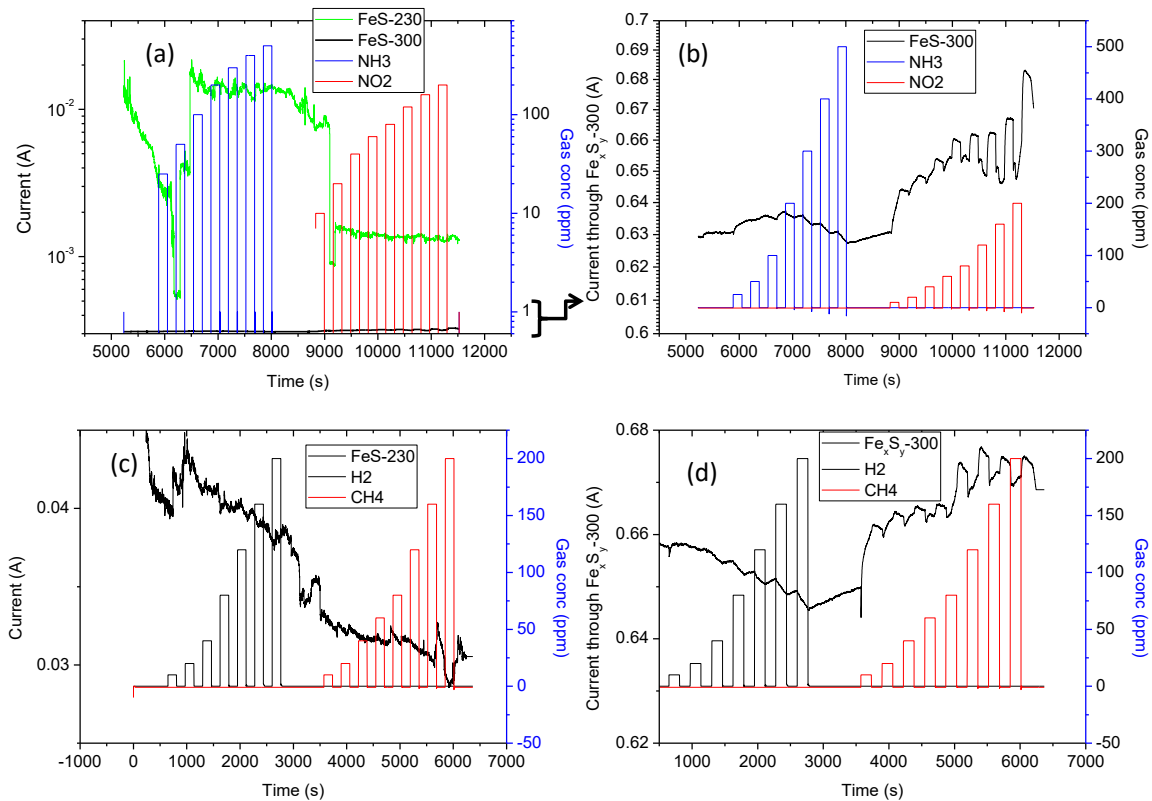 (a)
FeS-230
FeS-300
NH3
NO2
10⁻²
10⁻³
Current (A)
5000 6000 7000 8000 9000 10000 11000 12000
Time (s)
100
10
1
Gas conc (ppm)
(b)
FeS-300
NH3
NO2
0.7
0.69
0.68
0.67
0.66
0.65
0.64
0.63
0.62
0.61
0.6
Current through FeₓSᵧ-300 (A)
5000 6000 7000 8000 9000 10000 11000 12000
Time (s)
500
400
300
200
100
0
Gas conc (ppm)
(c)
FeS-230
H2
CH4
0.04
0.03
Current (A)
-1000 0 1000 2000 3000 4000 5000 6000 7000
Time (s)
200
150
100
50
0
-50
Gas conc (ppm)
(d)
FeₓSᵧ-300
H2
CH4
0.68
0.66
0.64
0.62
Current through FeₓSᵧ-300 (A)
1000 2000 3000 4000 5000 6000 7000
Time (s)
200
150
100
50
0
-50
Gas conc (ppm)